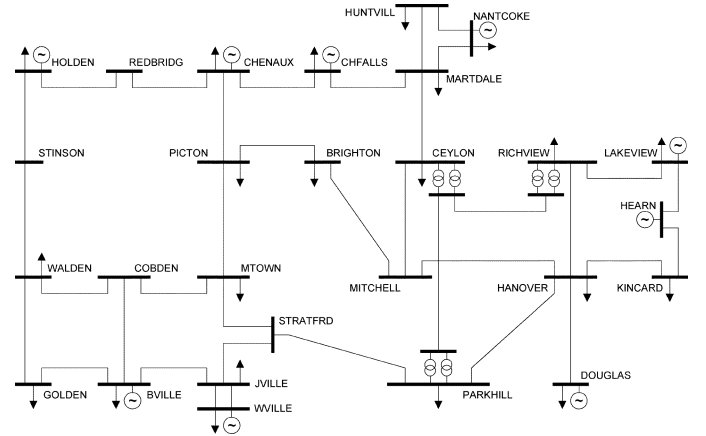 HUNTVILL
NANTCOKE
HOLDEN
REDBRIDG
CHENAUX
CHFALLS
MARTDALE
STINSON
PICTON
BRIGHTON
CEYLON
RICHVIEW
LAKEVIEW
HEARN
WALDEN
COBDEN
MTOWN
MITCHELL
HANOVER
KINCARD
STRATFRD
GOLDEN
BVILLE
JVILLE
WVILLE
PARKHILL
DOUGLAS